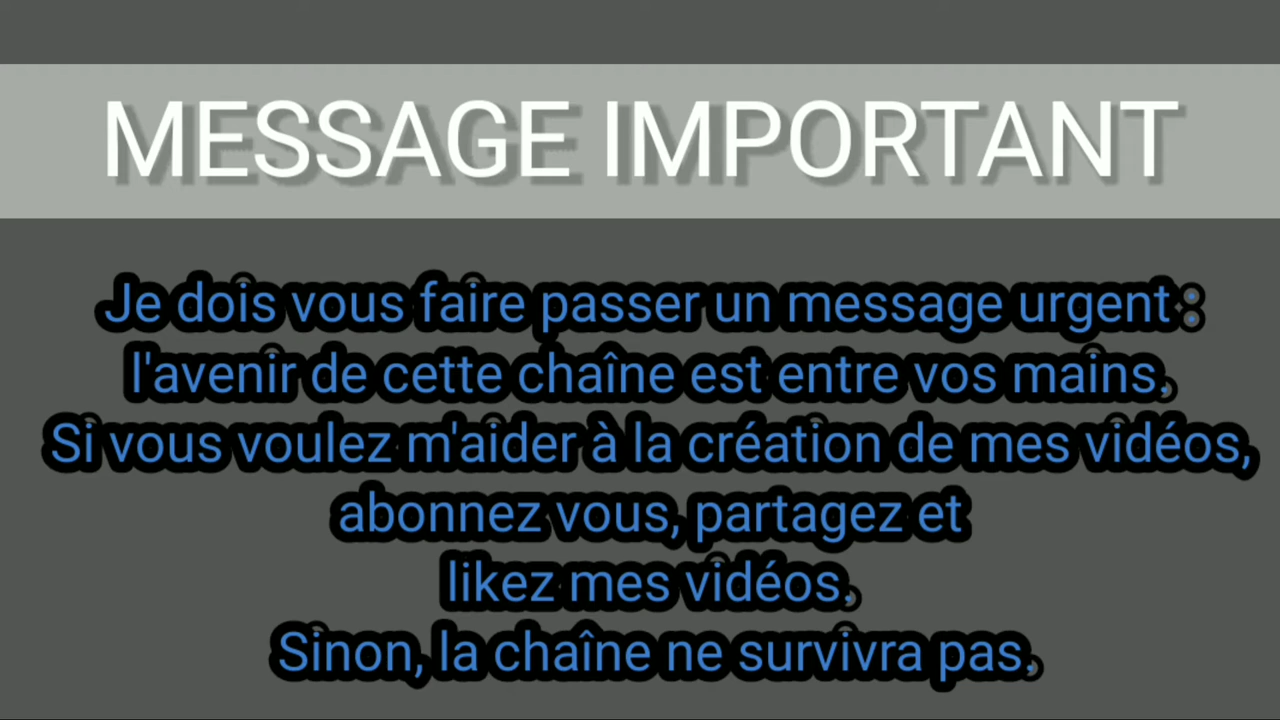 MESSAGE IMPORTANT
Je dois vous faire passer un message urgent :
l'avenir de cette chaîne est entre vos mains.
Si vous voulez m'aider à la création de mes vidéos,
abonnez vous, partagez et
likez mes vidéos.
Sinon, la chaîne ne survivra pas.